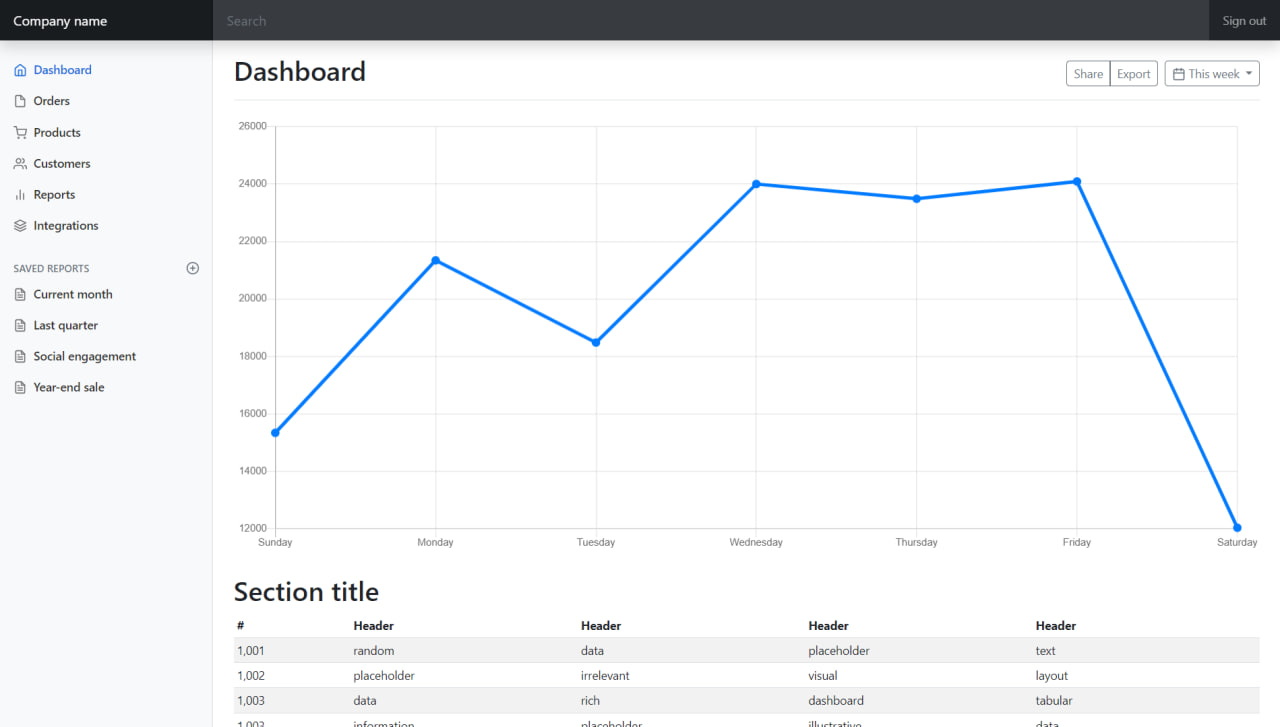 Company name Search Sign out
Dashboard
Orders
Products
Customers
Reports
Integrations
SAVED REPORTS
Current month
Last quarter
Social engagement
Year-end sale
Dashboard Share Export This week
26000
24000
22000
20000
18000
16000
14000
12000
Sunday Monday Tuesday Wednesday Thursday Friday Saturday
Section title
# Header Header Header Header
1,001 random data placeholder text
1,002 placeholder irrelevant visual layout
1,003 data rich dashboard tabular
1,003 information placeholder illustrative data